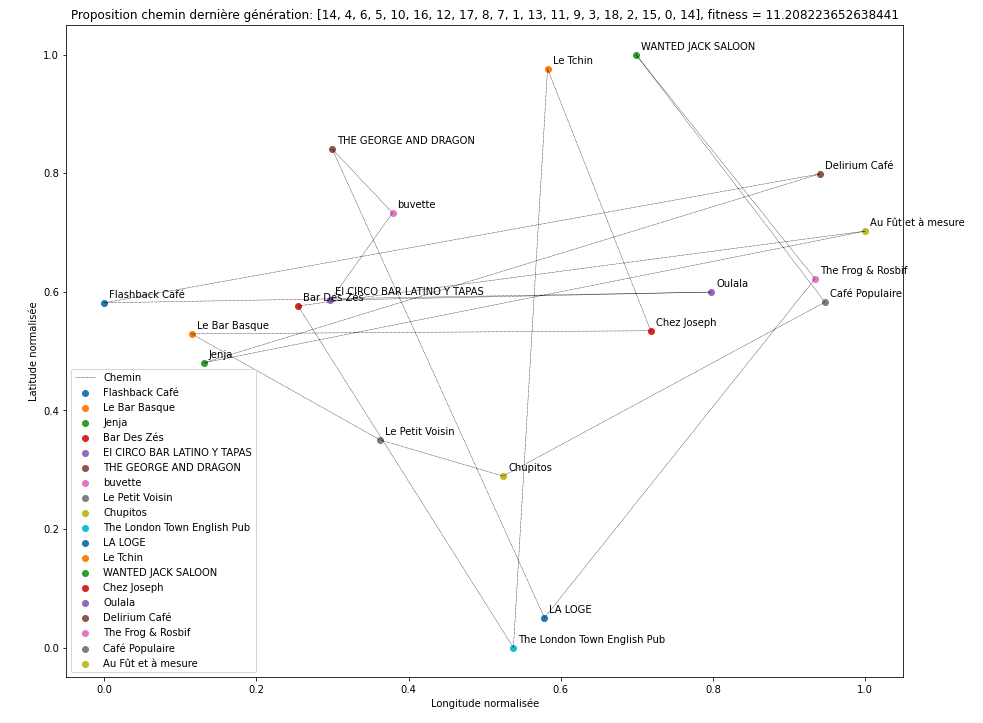 Proposition chemin dernière génération: [14, 4, 6, 5, 10, 16, 12, 17, 8, 7, 1, 13, 11, 9, 3, 18, 2, 15, 0, 14], fitness = 11.208223652638441
1.0
WANTED JACK SALOON
Le Tchin
THE GEORGE AND DRAGON
0.8
Delirium Café
buvette
Au Fût et à mesure
The Frog & Rosbif
0.6
Flashback Café
Bar Des Zés
El CIRCO BAR LATINO Y TAPAS
Oulala
Café Populaire
Le Bar Basque
Chez Joseph
Jenja
Latitude normalisée
0.4
Le Petit Voisin
Chupitos
0.2
LA LOGE
0.0
The London Town English Pub
Chemin
Flashback Café
Le Bar Basque
Jenja
Bar Des Zés
El CIRCO BAR LATINO Y TAPAS
THE GEORGE AND DRAGON
buvette
Le Petit Voisin
Chupitos
The London Town English Pub
LA LOGE
Le Tchin
WANTED JACK SALOON
Chez Joseph
Oulala
Delirium Café
The Frog & Rosbif
Café Populaire
Au Fût et à mesure
0.0
0.2
0.4
0.6
0.8
1.0
Longitude normalisée